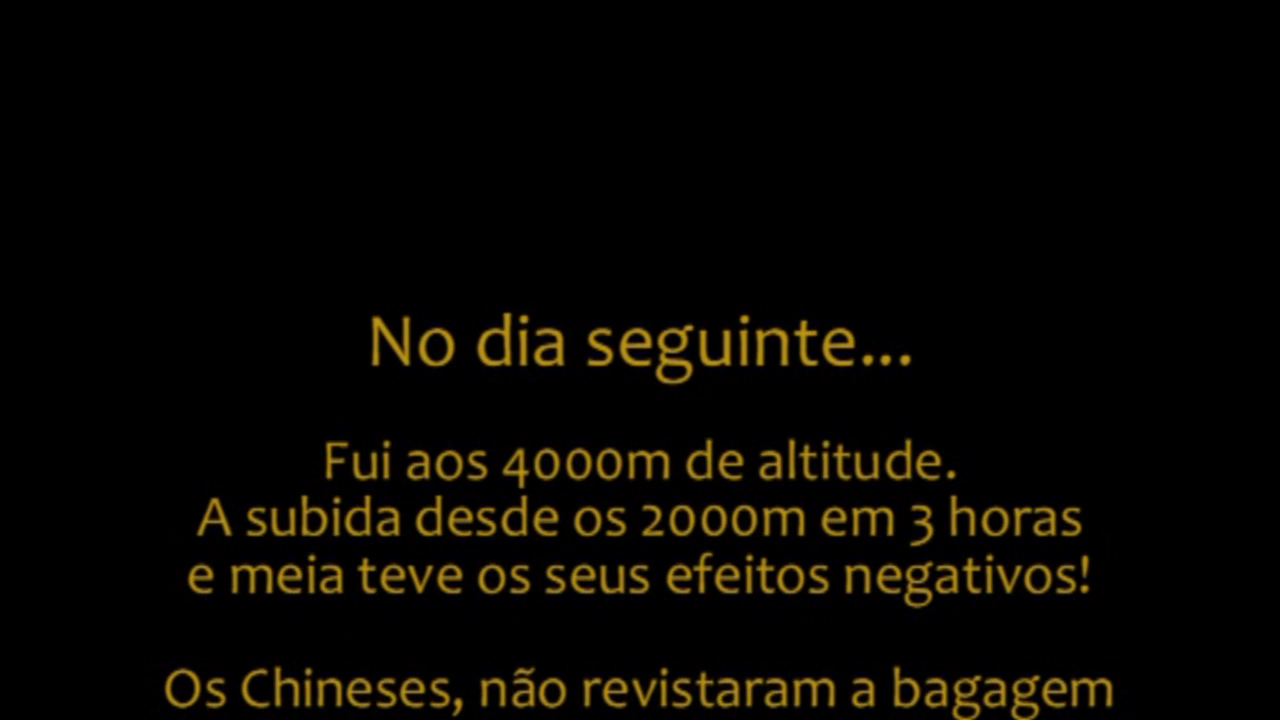 No dia seguinte...
Fui aos 4000m de altitude.
A subida desde os 2000m em 3 horas
e meia teve os seus efeitos negativos!
Os Chineses, não revistaram a bagagem